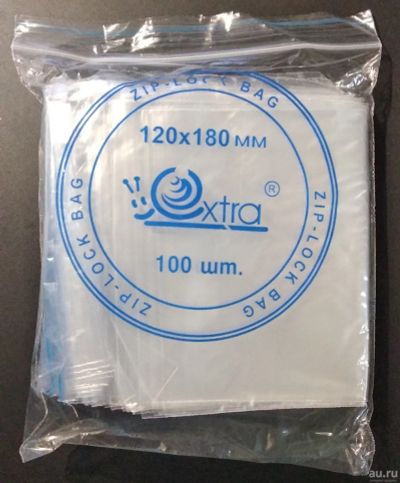 ZIP-LOCK BAG
120x180 мм
extra ®
100 шт.
ZIP-LOCK BAG
ZIP-LOCK BAG
au.ru